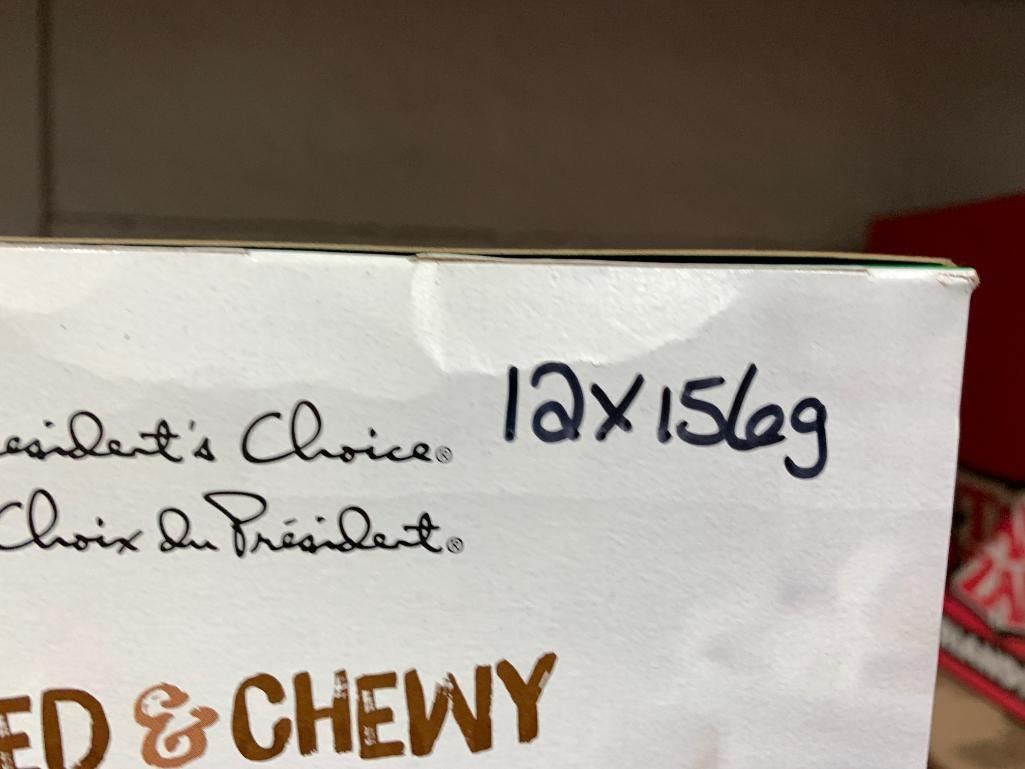 12x156g
esident's Choice®
Choix du Président®
ED & CHEWY